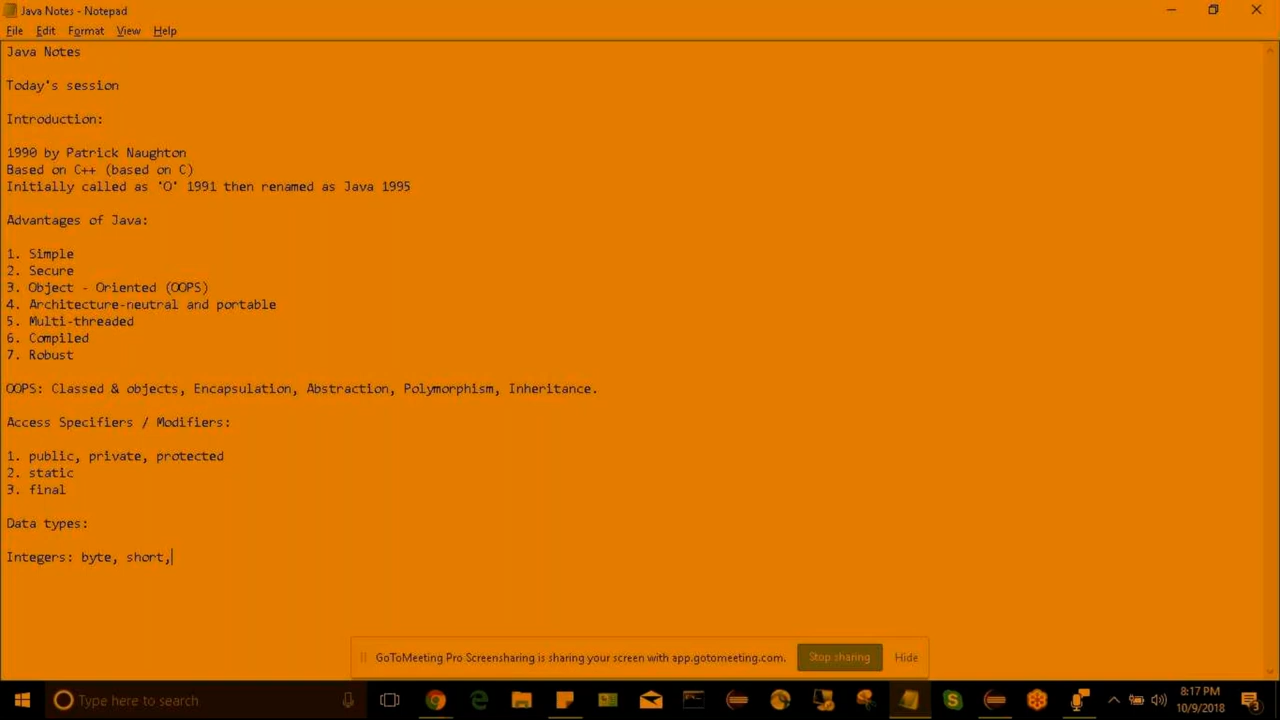 Java Notes - Notepad
File Edit Format View Help
Java Notes
Today's session
Introduction:
1990 by Patrick Naughton
Based on C++ (based on C)
Initially called as 'O' 1991 then renamed as Java 1995
Advantages of Java:
1. Simple
2. Secure
3. Object - Oriented (OOPS)
4. Architecture-neutral and portable
5. Multi-threaded
6. Compiled
7. Robust
OOPS: Classed & objects, Encapsulation, Abstraction, Polymorphism, Inheritance.
Access Specifiers / Modifiers:
1. public, private, protected
2. static
3. final
Data types:
Integers: byte, short,
GoToMeeting Pro Screensharing is sharing your screen with app.gotomeeting.com. Stop sharing Hide
Type here to search
8:17 PM
10/9/2018
3